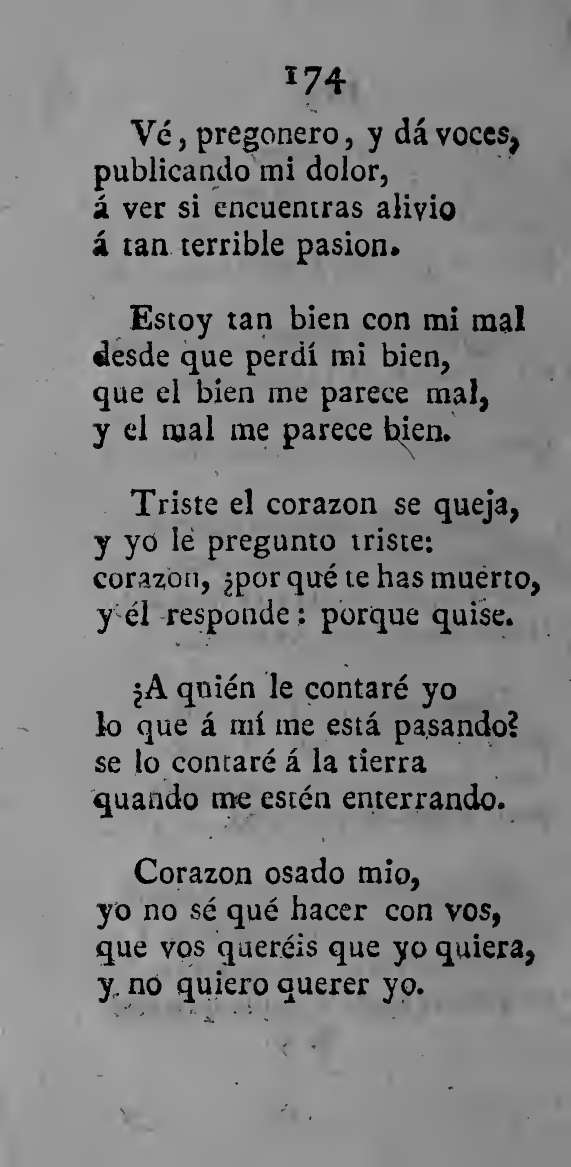 174
Vé, pregonero, y dá voces,
publicando mi dolor,
á ver si encuentras alivio
á tan terrible pasion.
Estoy tan bien con mi mal
desde que perdí mi bien,
que el bien me parece mal,
y el mal me parece bien.
Triste el corazon se queja,
y yo le pregunto triste:
corazon, ¿por qué te has muerto,
y él responde: porque quise.
¿A quién le contaré yo
lo que á mí me está pasando?
se lo contaré á la tierra
quando me estén enterrando.
Corazon osado mio,
yo no sé qué hacer con vos,
que vos queréis que yo quiera,
y no quiero querer yo.